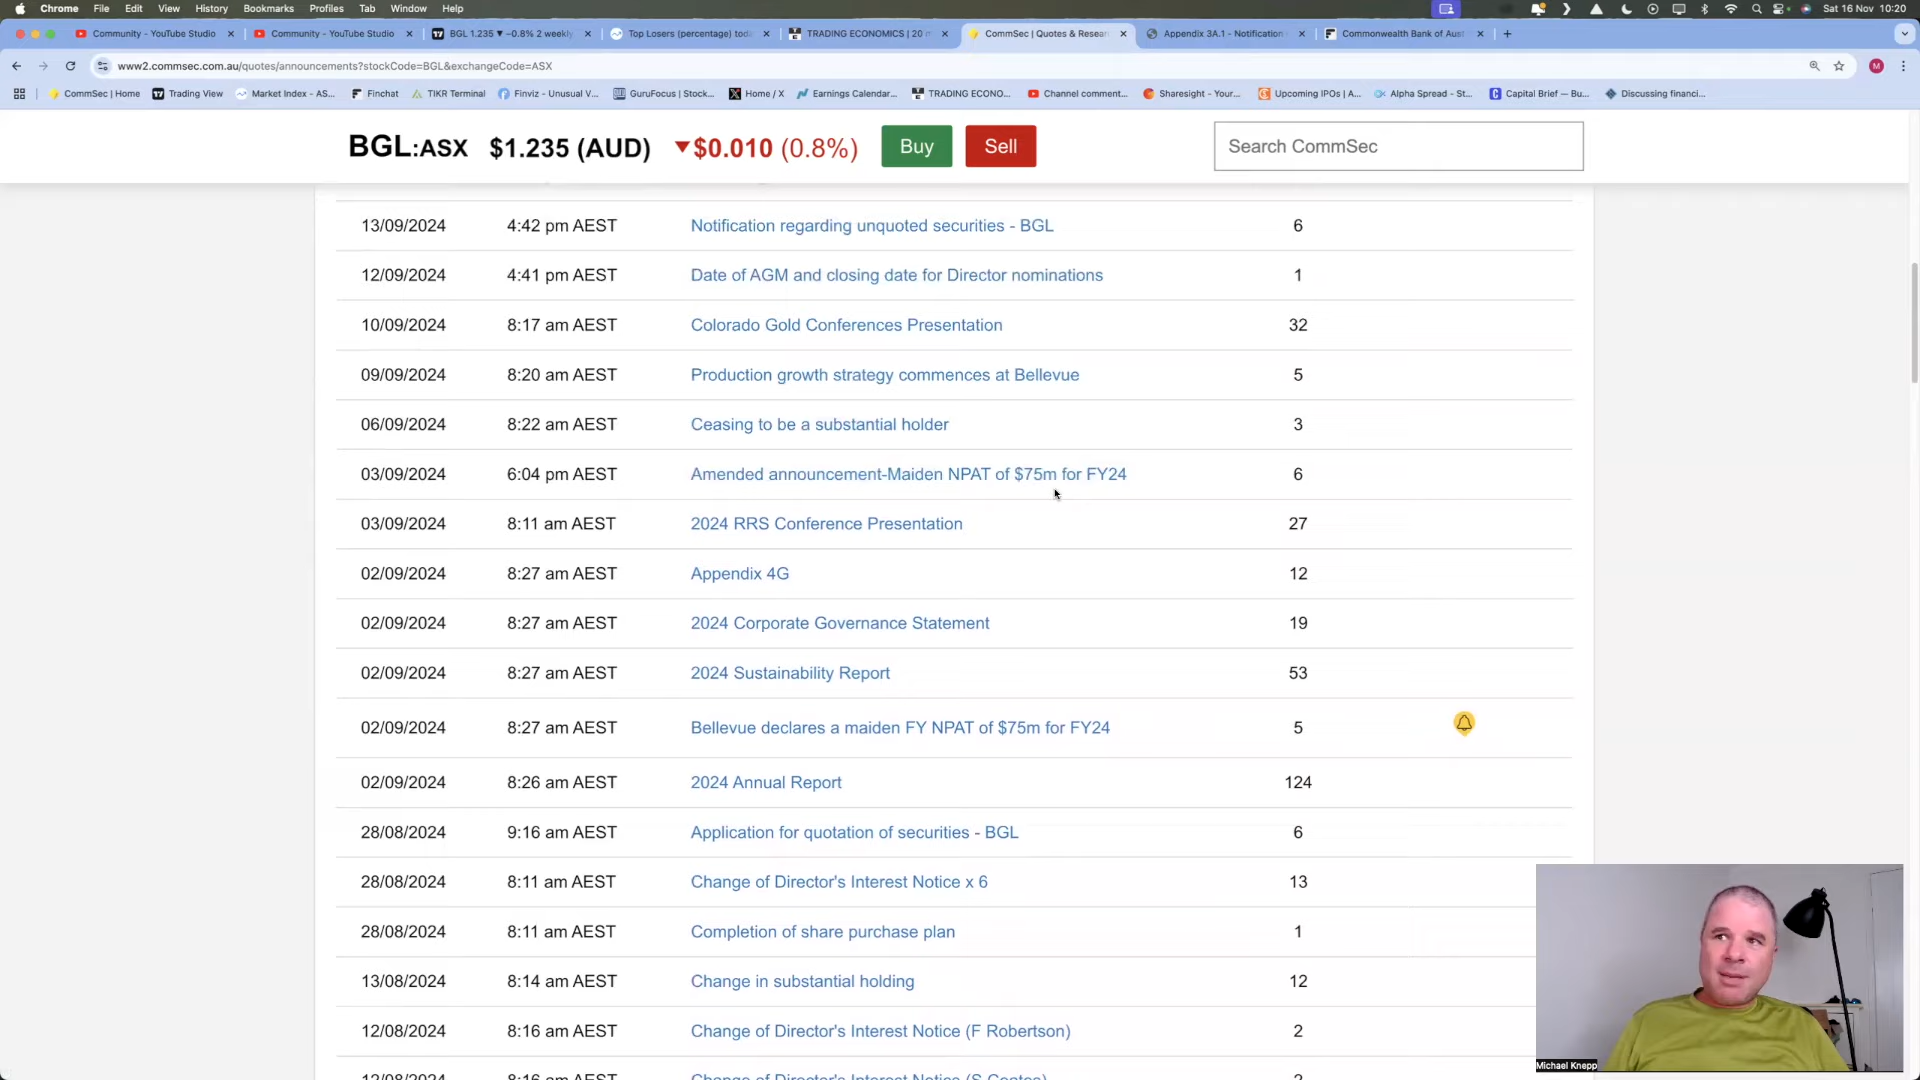 Chrome File Edit View History Bookmarks Profiles Tab Window Help Sat 16 Nov 10:20
Community - YouTube Studio Community - YouTube Studio BGL 1.235 ▼ −0.8% 2 weekly Top Losers (percentage) toda TRADING ECONOMICS | 20 m CommSec | Quotes & Resear Appendix 3A.1 - Notification Commonwealth Bank of Aust
www2.commsec.com.au/quotes/announcements?stockCode=BGL&exchangeCode=ASX M
CommSec | Home Trading View Market Index - AS... Finchat TIKR Terminal Finviz - Unusual V... GuruFocus | Stock... Home / X Earnings Calendar... TRADING ECONO... Channel comment... Sharesight - Your... Upcoming IPOs | A... Alpha Spread - St... Capital Brief — Bu... Discussing financi...
BGL:ASX $1.235 (AUD) ▼$0.010 (0.8%) Buy Sell Search CommSec
13/09/2024 4:42 pm AEST Notification regarding unquoted securities - BGL 6
12/09/2024 4:41 pm AEST Date of AGM and closing date for Director nominations 1
10/09/2024 8:17 am AEST Colorado Gold Conferences Presentation 32
09/09/2024 8:20 am AEST Production growth strategy commences at Bellevue 5
06/09/2024 8:22 am AEST Ceasing to be a substantial holder 3
03/09/2024 6:04 pm AEST Amended announcement-Maiden NPAT of $75m for FY24 6
03/09/2024 8:11 am AEST 2024 RRS Conference Presentation 27
02/09/2024 8:27 am AEST Appendix 4G 12
02/09/2024 8:27 am AEST 2024 Corporate Governance Statement 19
02/09/2024 8:27 am AEST 2024 Sustainability Report 53
02/09/2024 8:27 am AEST Bellevue declares a maiden FY NPAT of $75m for FY24 5
02/09/2024 8:26 am AEST 2024 Annual Report 124
28/08/2024 9:16 am AEST Application for quotation of securities - BGL 6
28/08/2024 8:11 am AEST Change of Director's Interest Notice x 6 13
28/08/2024 8:11 am AEST Completion of share purchase plan 1
13/08/2024 8:14 am AEST Change in substantial holding 12
12/08/2024 8:16 am AEST Change of Director's Interest Notice (F Robertson) 2
12/08/2024 8:16 am AEST Change of Director's Interest Notice (S Coates) 2
Michael Knepp